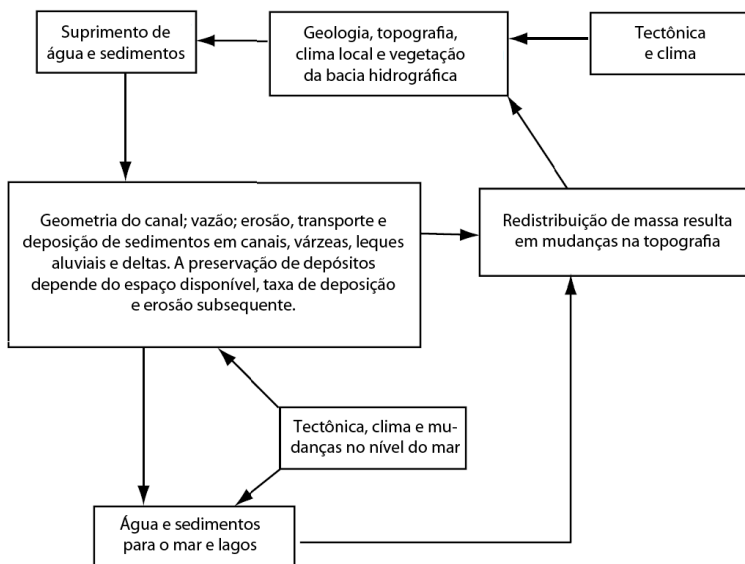 Suprimento de
água e sedimentos
Geologia, topografia,
clima local e vegetação
da bacia hidrográfica
Tectônica
e clima
Geometria do canal; vazão; erosão, transporte e
deposição de sedimentos em canais, várzeas, leques
aluviais e deltas. A preservação de depósitos
depende do espaço disponível, taxa de deposição
e erosão subsequente.
Redistribuição de massa resulta
em mudanças na topografia
Tectônica, clima e mu-
danças no nível do mar
Água e sedimentos
para o mar e lagos